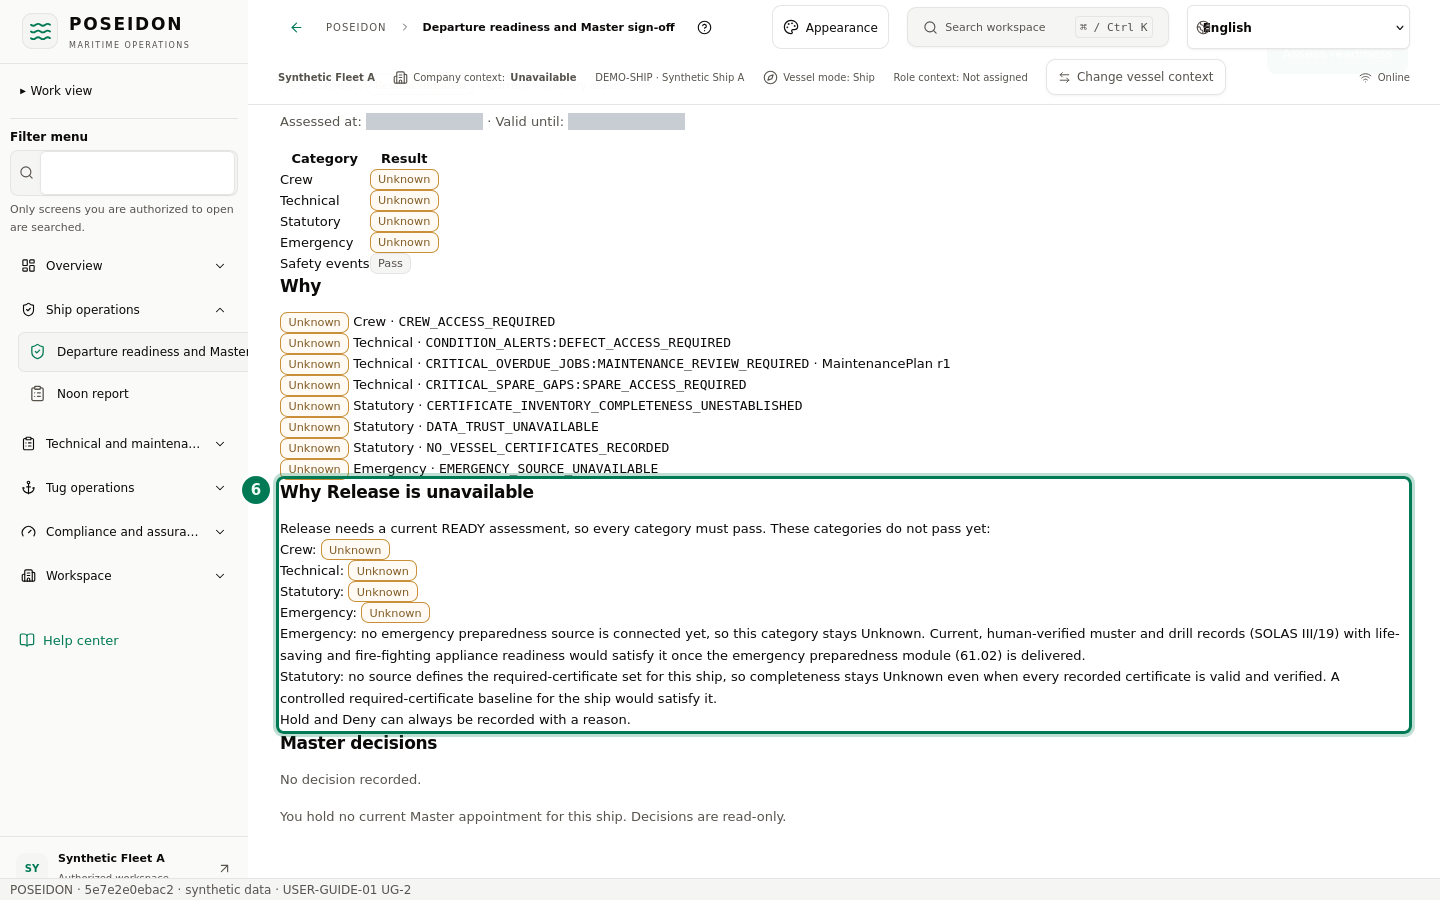 POSEIDON
MARITIME OPERATIONS
POSEIDON
Departure readiness and Master sign-off
Appearance
Search workspace
⌘ / Ctrl K
English
Synthetic Fleet A
Company context: Unavailable
DEMO-SHIP · Synthetic Ship A
Vessel mode: Ship
Role context: Not assigned
Change vessel context
Online
▸ Work view
Filter menu
Only screens you are authorized to open
are searched.
Overview
Ship operations
Departure readiness and Master
Noon report
Technical and maintena...
Tug operations
Compliance and assura...
Workspace
Help center
SY
Synthetic Fleet A
Authorized workspace
Assessed at: · Valid until:
Category Result
Crew Unknown
Technical Unknown
Statutory Unknown
Emergency Unknown
Safety events Pass
Why
Unknown Crew · CREW_ACCESS_REQUIRED
Unknown Technical · CONDITION_ALERTS:DEFECT_ACCESS_REQUIRED
Unknown Technical · CRITICAL_OVERDUE_JOBS:MAINTENANCE_REVIEW_REQUIRED · MaintenancePlan r1
Unknown Technical · CRITICAL_SPARE_GAPS:SPARE_ACCESS_REQUIRED
Unknown Statutory · CERTIFICATE_INVENTORY_COMPLETENESS_UNESTABLISHED
Unknown Statutory · DATA_TRUST_UNAVAILABLE
Unknown Statutory · NO_VESSEL_CERTIFICATES_RECORDED
Unknown Emergency · EMERGENCY_SOURCE_UNAVAILABLE
6
Why Release is unavailable
Release needs a current READY assessment, so every category must pass. These categories do not pass yet:
Crew: Unknown
Technical: Unknown
Statutory: Unknown
Emergency: Unknown
Emergency: no emergency preparedness source is connected yet, so this category stays Unknown. Current, human-verified muster and drill records (SOLAS III/19) with life-
saving and fire-fighting appliance readiness would satisfy it once the emergency preparedness module (61.02) is delivered.
Statutory: no source defines the required-certificate set for this ship, so completeness stays Unknown even when every recorded certificate is valid and verified. A
controlled required-certificate baseline for the ship would satisfy it.
Hold and Deny can always be recorded with a reason.
Master decisions
No decision recorded.
You hold no current Master appointment for this ship. Decisions are read-only.
POSEIDON · 5e7e2e0ebac2 · synthetic data · USER-GUIDE-01 UG-2